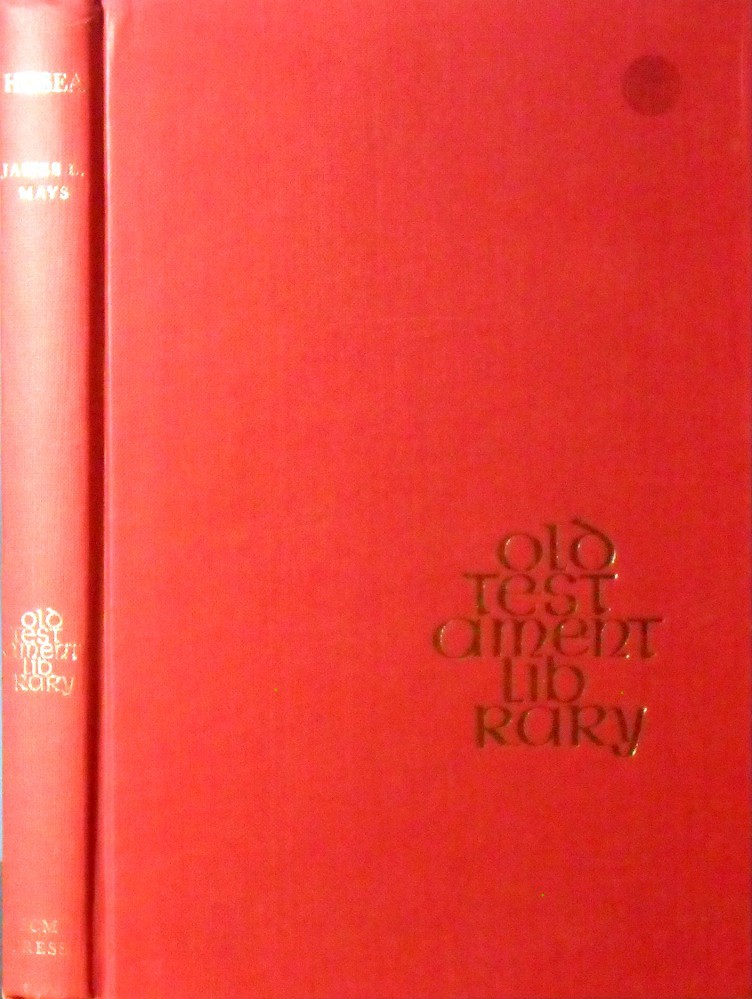 HOSEA
JAMES L.
MAYS
old
test
ament
lib
rary
SCM
PRESS
old
test
ament
lib
rary